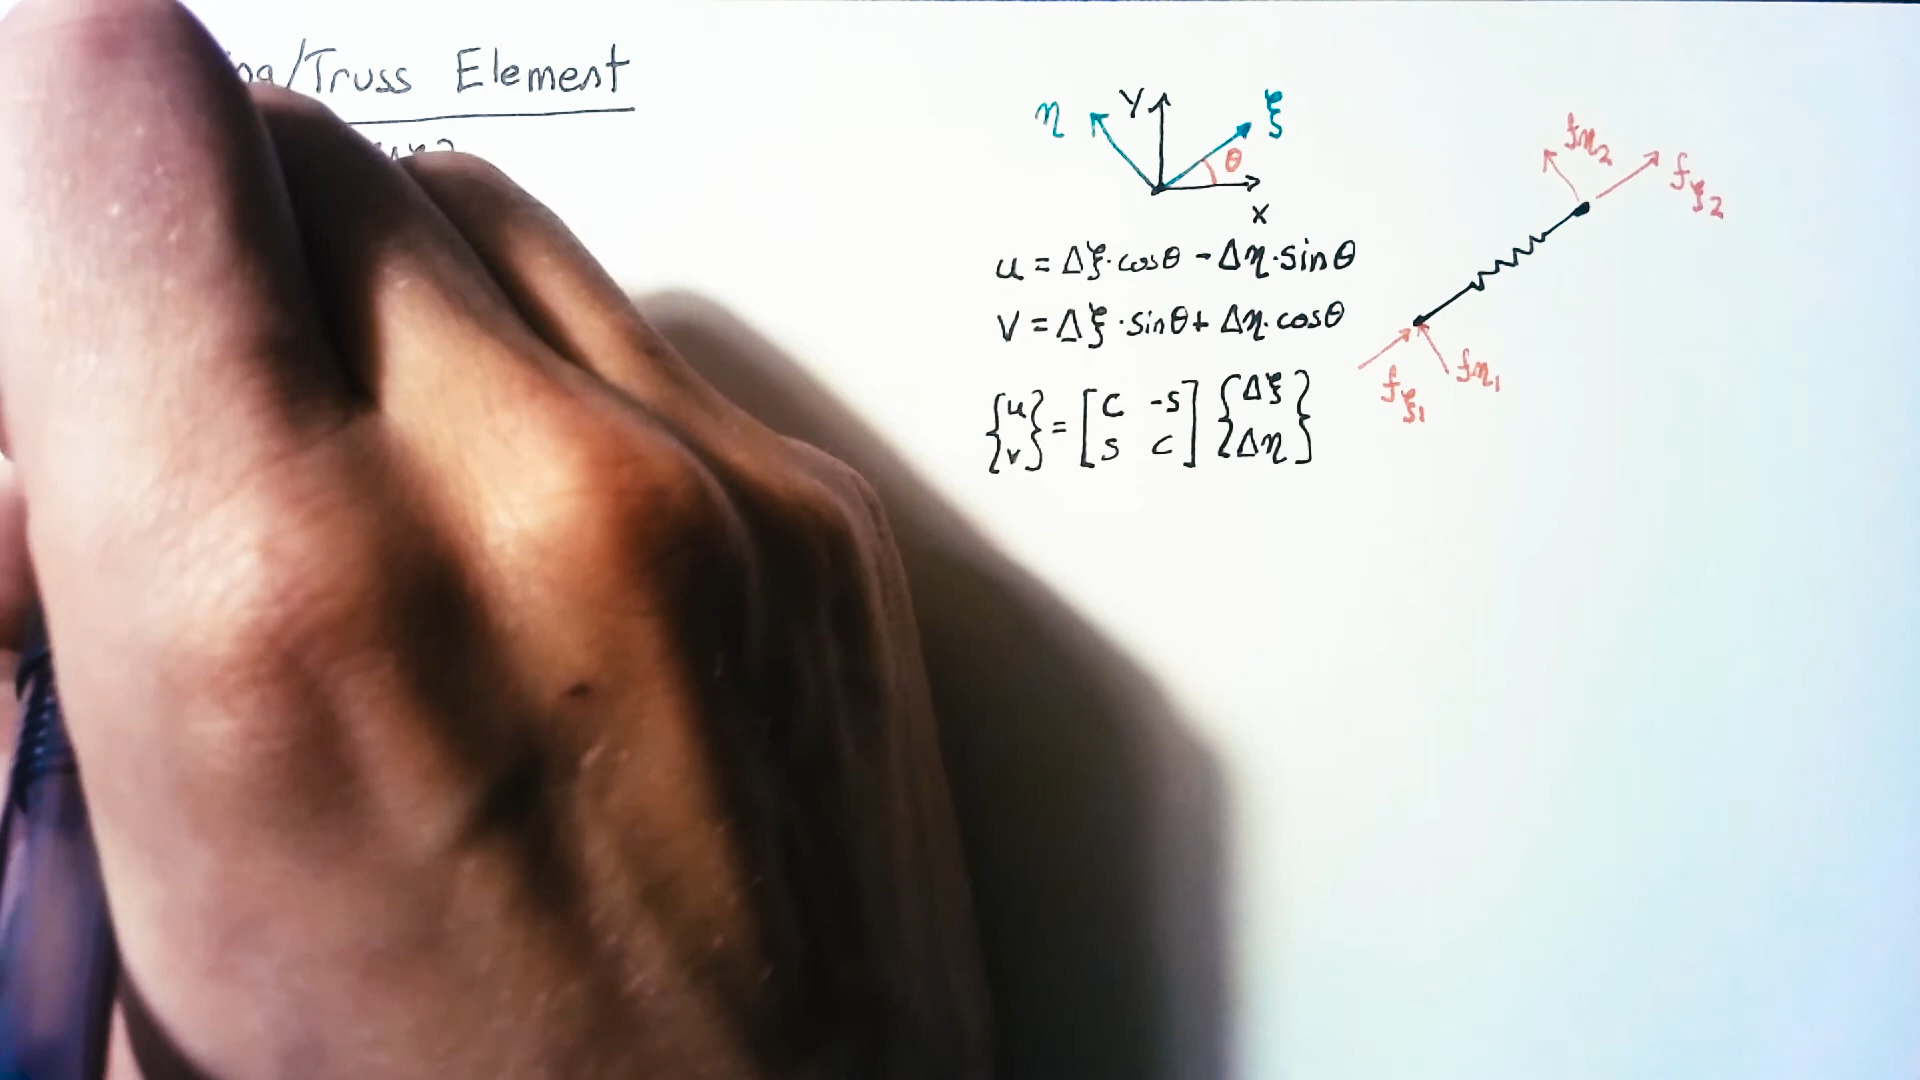 /Truss Element
η Y ξ
θ
X
u = Δξ·cosθ - Δη·sinθ
v = Δξ·sinθ + Δη·cosθ
{u v} = [C -S S C] {Δξ Δη}
fη2
fξ2
fξ1
fη1